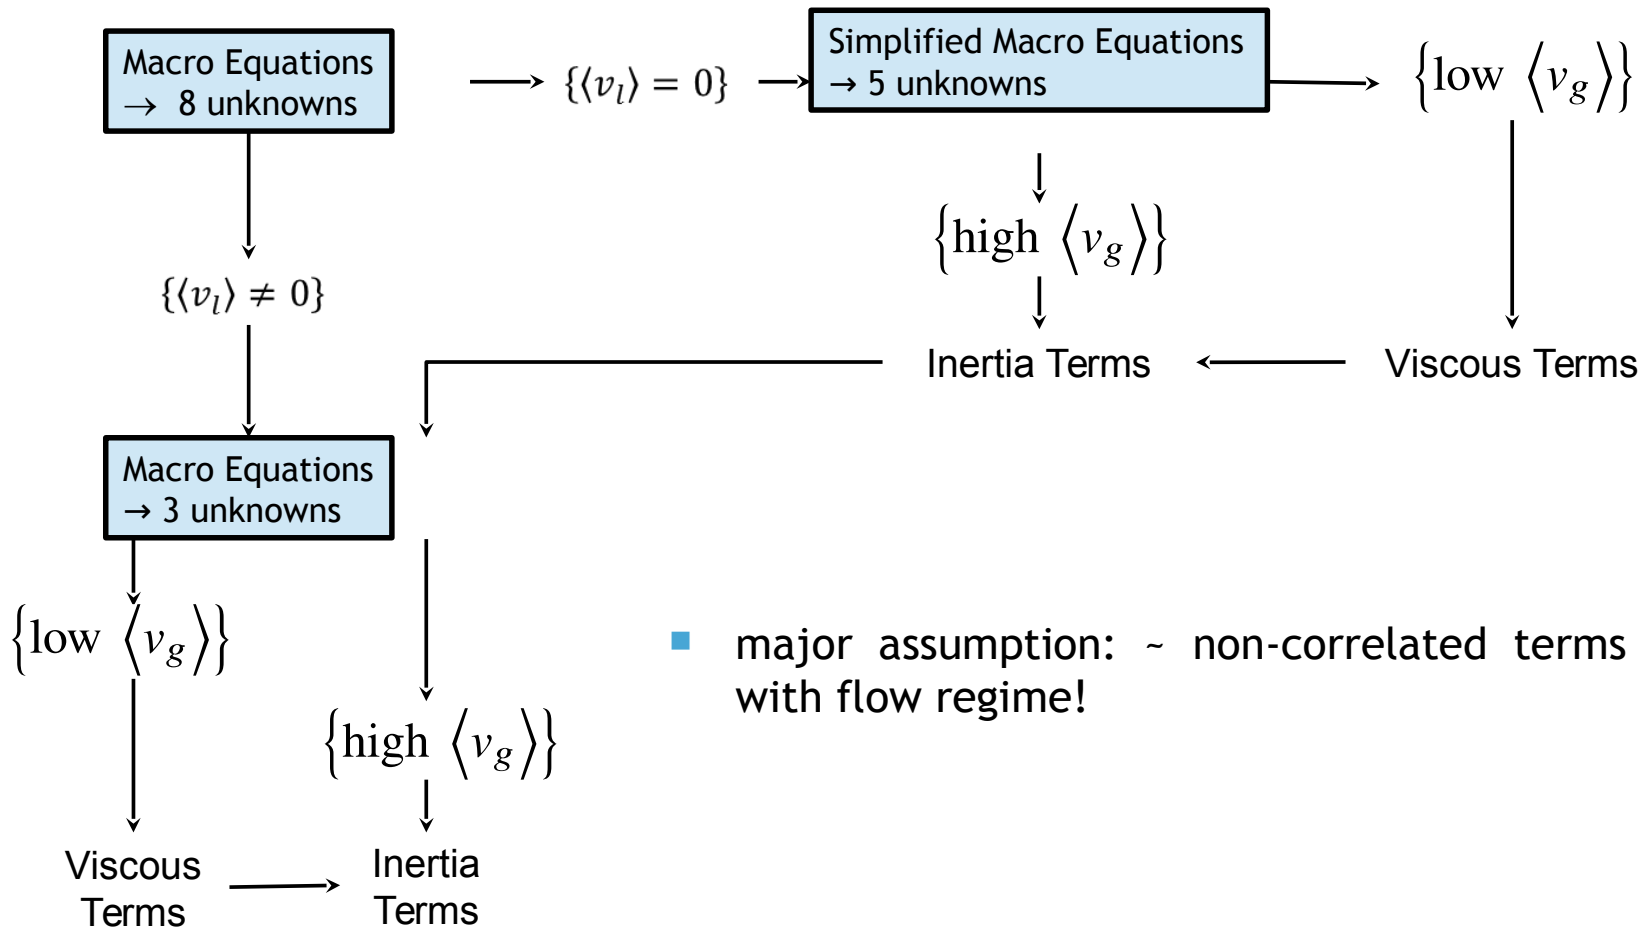 Macro Equations
→ 8 unknowns
{⟨v_l⟩ = 0}
Simplified Macro Equations
→ 5 unknowns
{low ⟨v_g⟩}
{high ⟨v_g⟩}
{⟨v_l⟩ ≠ 0}
Inertia Terms
Viscous Terms
Macro Equations
→ 3 unknowns
{low ⟨v_g⟩}
{high ⟨v_g⟩}
▪ major assumption: ~ non-correlated terms
with flow regime!
Viscous
Terms
Inertia
Terms